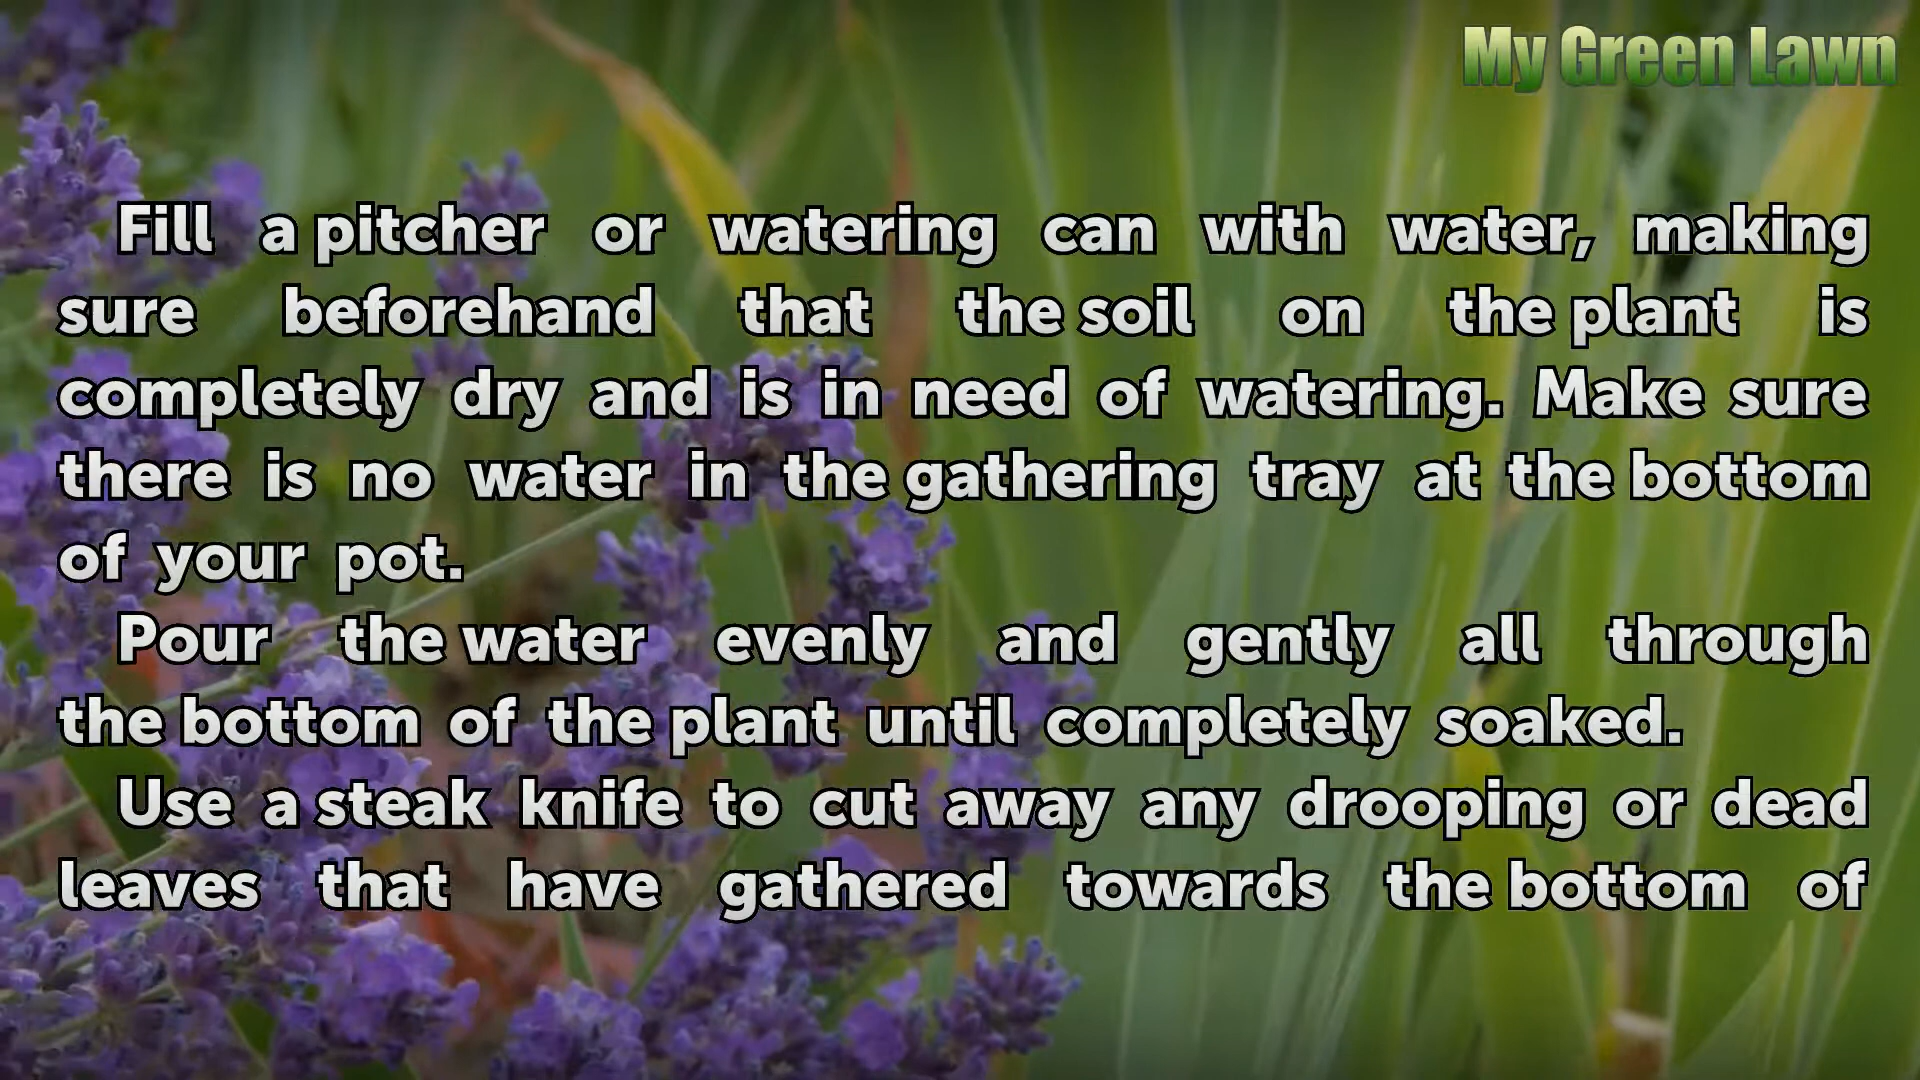 My Green Lawn
Fill a pitcher or watering can with water, making
sure beforehand that the soil on the plant is
completely dry and is in need of watering. Make sure
there is no water in the gathering tray at the bottom
of your pot.
Pour the water evenly and gently all through
the bottom of the plant until completely soaked.
Use a steak knife to cut away any drooping or dead
leaves that have gathered towards the bottom of